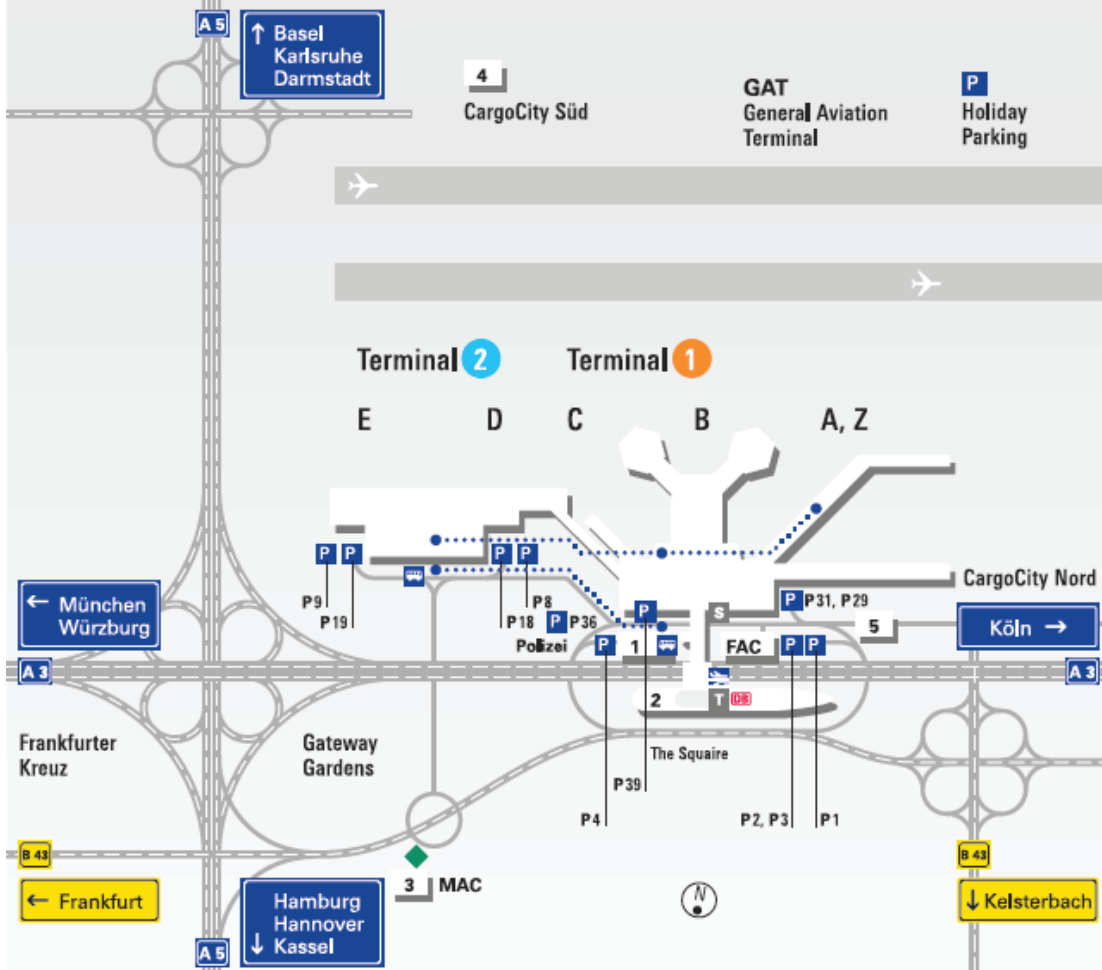 A 5
↑ Basel
Karlsruhe
Darmstadt
4
CargoCity Süd
GAT
General Aviation
Terminal
P
Holiday
Parking
Terminal 2
Terminal 1
E
D
C
B
A, Z
P
P
P
P
P9
P19
P18
P8
P
P36
Polizei
P
P
P31, P29
CargoCity Nord
← München
Würzburg
Köln →
S
5
P
1
FAC
P
P
A 3
A 3
2
T
DB
Frankfurter
Kreuz
Gateway
Gardens
The Squaire
P39
P4
P2, P3
P1
B 43
← Frankfurt
B 43
↓ Kelsterbach
3
MAC
N
Hamburg
Hannover
↓ Kassel
A 5